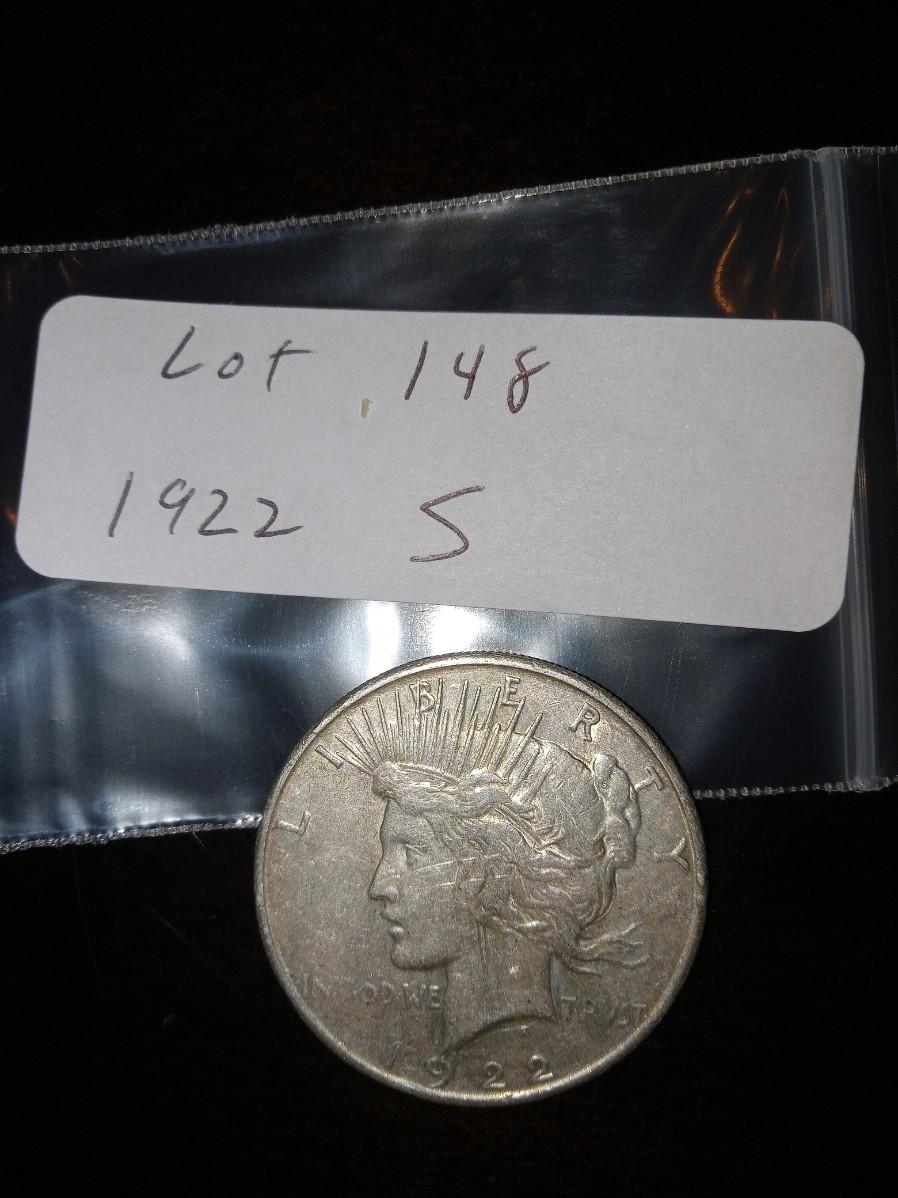 Lot 148
1922 S
LIBERTY
IN GOD WE TRUST
1922